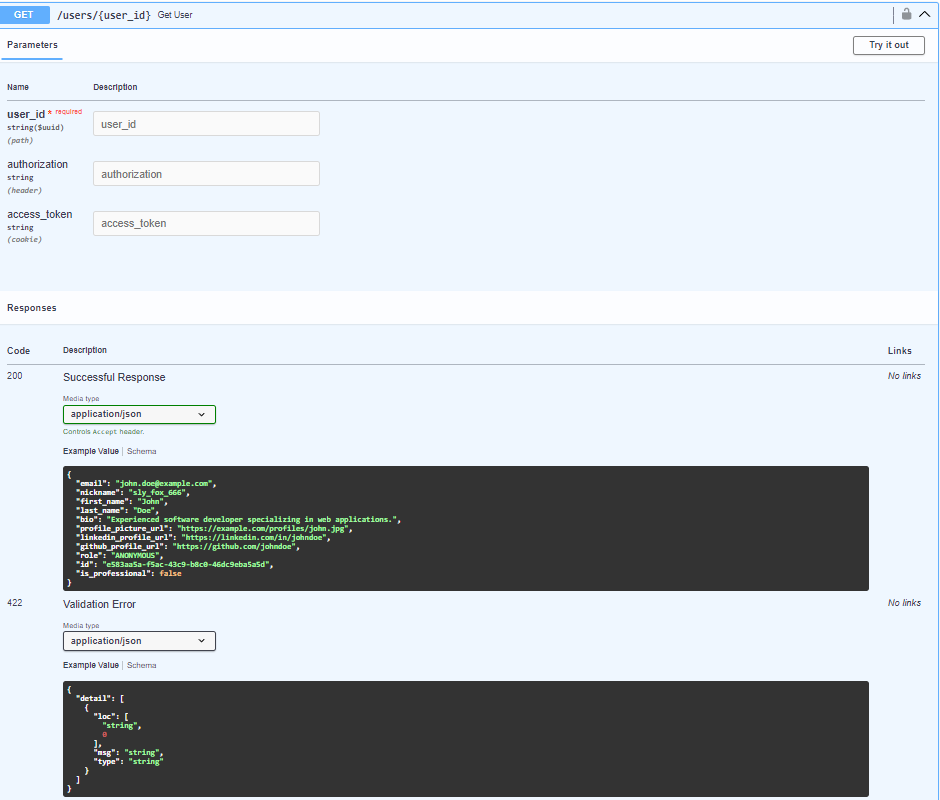 GET /users/{user_id} Get User
Parameters
Try it out
Name Description
user_id * required
string($uuid)
(path)
user_id
authorization
string
(header)
authorization
access_token
string
(cookie)
access_token
Responses
Code Description Links
200 Successful Response No links
Media type
application/json
Controls Accept header.
Example Value | Schema
{
  "email": "john.doe@example.com",
  "nickname": "sly_fox_666",
  "first_name": "John",
  "last_name": "Doe",
  "bio": "Experienced software developer specializing in web applications.",
  "profile_picture_url": "https://example.com/profiles/john.jpg",
  "linkedin_profile_url": "https://linkedin.com/in/johndoe",
  "github_profile_url": "https://github.com/johndoe",
  "role": "ANONYMOUS",
  "id": "e583aa5a-f5ac-43c9-b8c0-46dc9eba5a5d",
  "is_professional": false
}
422 Validation Error No links
Media type
application/json
Example Value | Schema
{
  "detail": [
    {
      "loc": [
        "string",
        0
      ],
      "msg": "string",
      "type": "string"
    }
  ]
}